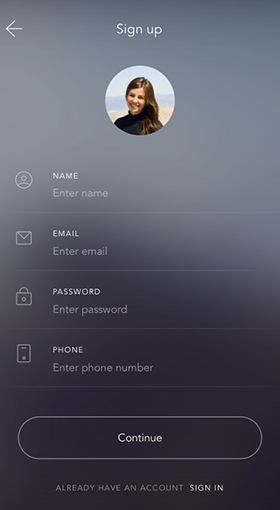 Sign up
NAME
Enter name
EMAIL
Enter email
PASSWORD
Enter password
PHONE
Enter phone number
Continue
ALREADY HAVE AN ACCOUNT SIGN IN